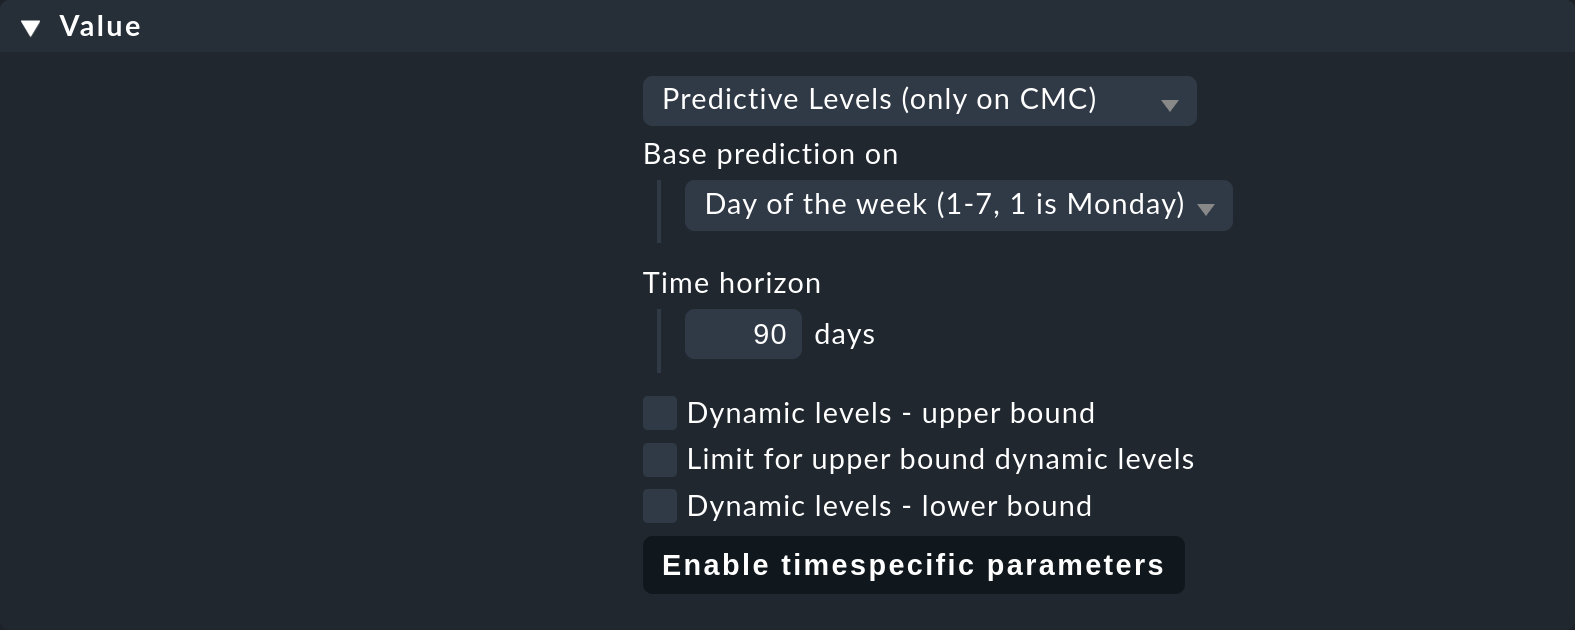 Value
Predictive Levels (only on CMC)
Base prediction on
Day of the week (1-7, 1 is Monday)
Time horizon
90 days
Dynamic levels - upper bound
Limit for upper bound dynamic levels
Dynamic levels - lower bound
Enable timespecific parameters